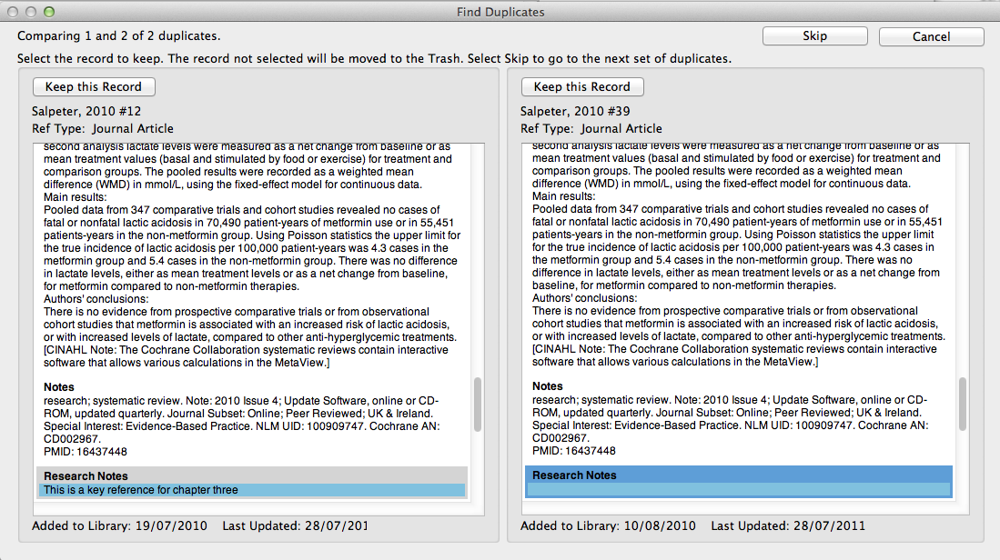 Find Duplicates
Comparing 1 and 2 of 2 duplicates.
Skip
Cancel
Select the record to keep. The record not selected will be moved to the Trash. Select Skip to go to the next set of duplicates.
Keep this Record
Salpeter, 2010 #12
Ref Type: Journal Article
second analysis lactate levels were measured as a net change from baseline or as
mean treatment values (basal and stimulated by food or exercise) for treatment and
comparison groups. The pooled results were recorded as a weighted mean
difference (WMD) in mmol/L, using the fixed-effect model for continuous data.
Main results:
Pooled data from 347 comparative trials and cohort studies revealed no cases of
fatal or nonfatal lactic acidosis in 70,490 patient-years of metformin use or in 55,451
patients-years in the non-metformin group. Using Poisson statistics the upper limit for
the true incidence of lactic acidosis per 100,000 patient-years was 4.3 cases in the
metformin group and 5.4 cases in the non-metformin group. There was no difference
in lactate levels, either as mean treatment levels or as a net change from baseline,
for metformin compared to non-metformin therapies.
Authors' conclusions:
There is no evidence from prospective comparative trials or from observational
cohort studies that metformin is associated with an increased risk of lactic acidosis,
or with increased levels of lactate, compared to other anti-hyperglycemic treatments.
[CINAHL Note: The Cochrane Collaboration systematic reviews contain interactive
software that allows various calculations in the MetaView.]
Notes
research; systematic review. Note: 2010 Issue 4; Update Software, online or CD-
ROM, updated quarterly. Journal Subset: Online; Peer Reviewed; UK & Ireland.
Special Interest: Evidence-Based Practice. NLM UID: 100909747. Cochrane AN:
CD002967.
PMID: 16437448
Research Notes
This is a key reference for chapter three
Added to Library: 19/07/2010 Last Updated: 28/07/201
Keep this Record
Salpeter, 2010 #39
Ref Type: Journal Article
second analysis lactate levels were measured as a net change from baseline or as
mean treatment values (basal and stimulated by food or exercise) for treatment and
comparison groups. The pooled results were recorded as a weighted mean
difference (WMD) in mmol/L, using the fixed-effect model for continuous data.
Main results:
Pooled data from 347 comparative trials and cohort studies revealed no cases of
fatal or nonfatal lactic acidosis in 70,490 patient-years of metformin use or in 55,451
patients-years in the non-metformin group. Using Poisson statistics the upper limit
for the true incidence of lactic acidosis per 100,000 patient-years was 4.3 cases in
the metformin group and 5.4 cases in the non-metformin group. There was no
difference in lactate levels, either as mean treatment levels or as a net change from
baseline, for metformin compared to non-metformin therapies.
Authors' conclusions:
There is no evidence from prospective comparative trials or from observational
cohort studies that metformin is associated with an increased risk of lactic acidosis,
or with increased levels of lactate, compared to other anti-hyperglycemic treatments.
[CINAHL Note: The Cochrane Collaboration systematic reviews contain interactive
software that allows various calculations in the MetaView.]
Notes
research; systematic review. Note: 2010 Issue 4; Update Software, online or CD-
ROM, updated quarterly. Journal Subset: Online; Peer Reviewed; UK & Ireland.
Special Interest: Evidence-Based Practice. NLM UID: 100909747. Cochrane AN:
CD002967.
PMID: 16437448
Research Notes
Added to Library: 10/08/2010 Last Updated: 28/07/2011